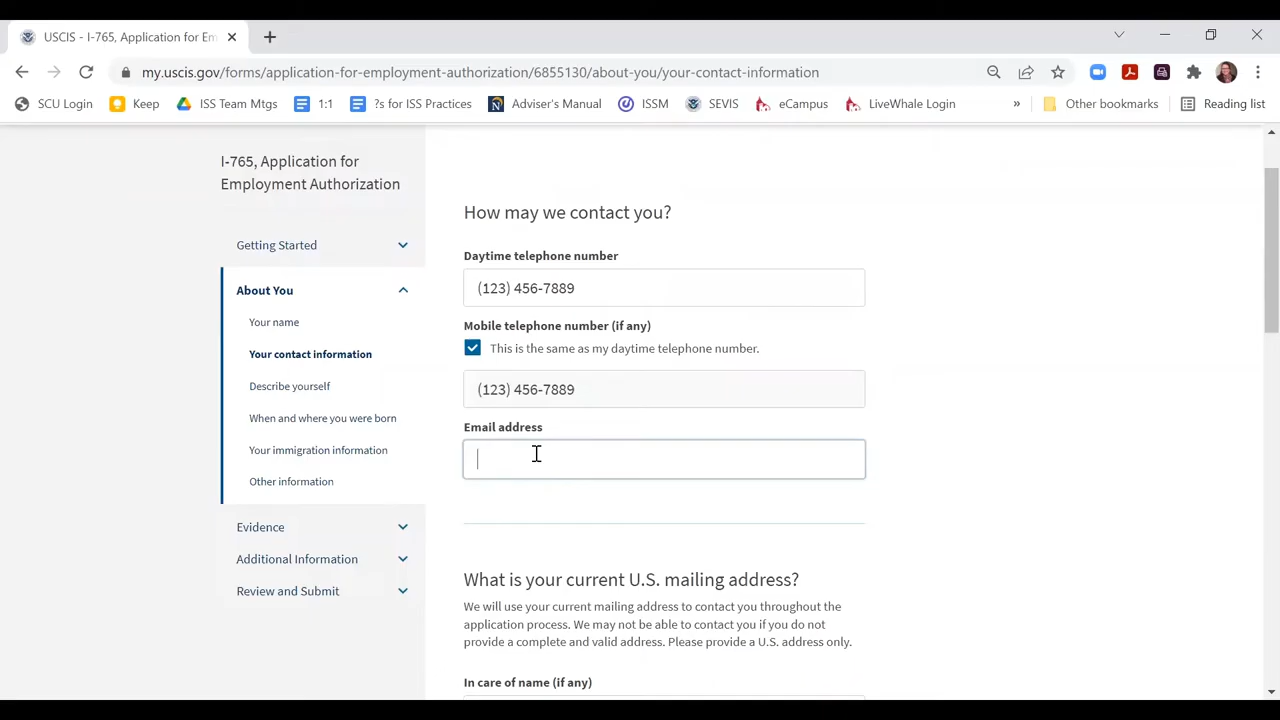 USCIS - I-765, Application for Em
my.uscis.gov/forms/application-for-employment-authorization/6855130/about-you/your-contact-information
SCU Login
Keep
ISS Team Mtgs
1:1
?s for ISS Practices
Adviser's Manual
ISSM
SEVIS
eCampus
LiveWhale Login
»
Other bookmarks
Reading list
I-765, Application for
Employment Authorization
Getting Started
About You
Your name
Your contact information
Describe yourself
When and where you were born
Your immigration information
Other information
Evidence
Additional Information
Review and Submit
How may we contact you?
Daytime telephone number
(123) 456-7889
Mobile telephone number (if any)
This is the same as my daytime telephone number.
(123) 456-7889
Email address
What is your current U.S. mailing address?
We will use your current mailing address to contact you throughout the
application process. We may not be able to contact you if you do not
provide a complete and valid address. Please provide a U.S. address only.
In care of name (if any)